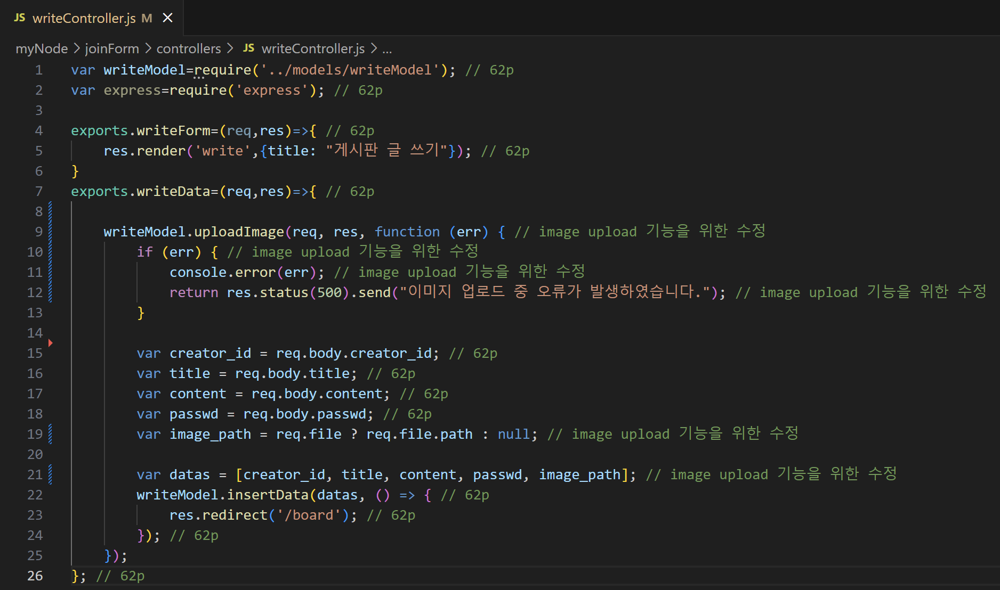 JS writeController.js M ×
myNode > joinForm > controllers > JS writeController.js > ...
1 var writeModel=require('../models/writeModel'); // 62p
2 var express=require('express'); // 62p
3
4 exports.writeForm=(req,res)=>{ // 62p
5     res.render('write',{title: "게시판 글 쓰기"}); // 62p
6 }
7 exports.writeData=(req,res)=>{ // 62p
8
9     writeModel.uploadImage(req, res, function (err) { // image upload 기능을 위한 수정
10         if (err) { // image upload 기능을 위한 수정
11             console.error(err); // image upload 기능을 위한 수정
12             return res.status(500).send("이미지 업로드 중 오류가 발생하였습니다."); // image upload 기능을 위한 수정
13         }
14
15         var creator_id = req.body.creator_id; // 62p
16         var title = req.body.title; // 62p
17         var content = req.body.content; // 62p
18         var passwd = req.body.passwd; // 62p
19         var image_path = req.file ? req.file.path : null; // image upload 기능을 위한 수정
20
21         var datas = [creator_id, title, content, passwd, image_path]; // image upload 기능을 위한 수정
22         writeModel.insertData(datas, () => { // 62p
23             res.redirect('/board'); // 62p
24         }); // 62p
25     });
26 }; // 62p